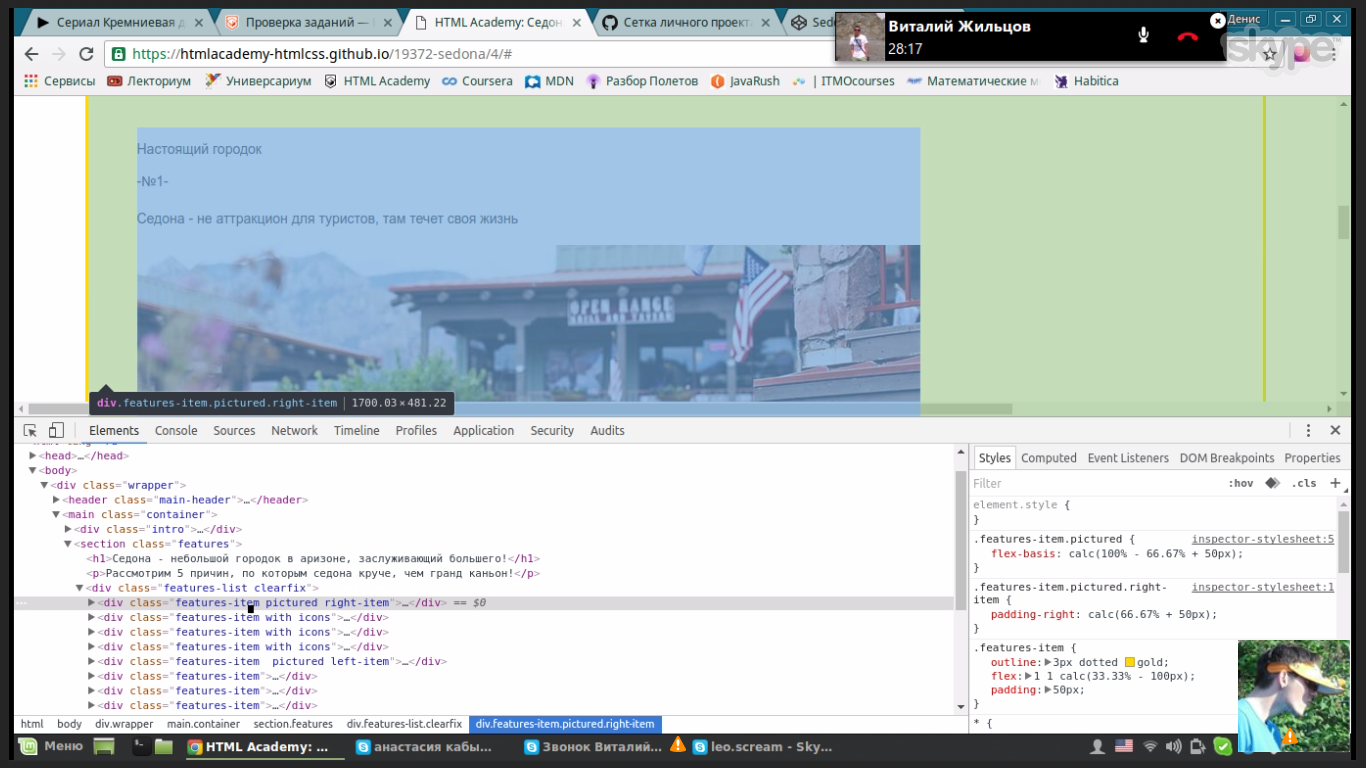 Сериал Кремниевая д
Проверка заданий —
HTML Academy: Седон
Сетка личного проект
Sed
Виталий Жильцов
28:17
Денис
skype
https://htmlacademy-htmlcss.github.io/19372-sedona/4/#
Сервисы
Лекториум
Универсариум
HTML Academy
Coursera
MDN
Разбор Полетов
JavaRush
| ITMOcourses
Математические м
Habitica
Настоящий городок
-№1-
Седона - не аттракцион для туристов, там течет своя жизнь
OPEN RANGE
GRILL AND TAVERN
div.features-item.pictured.right-item | 1700.03×481.22
Elements Console Sources Network Timeline Profiles Application Security Audits
<head>…</head>
<body>
<div class="wrapper">
<header class="main-header">…</header>
<main class="container">
<div class="intro">…</div>
<section class="features">
<h1>Седона - небольшой городок в аризоне, заслуживающий большего!</h1>
<p>Рассмотрим 5 причин, по которым седона круче, чем гранд каньон!</p>
<div class="features-list clearfix">
<div class="features-item pictured right-item">…</div> == $0
<div class="features-item with icons">…</div>
<div class="features-item with icons">…</div>
<div class="features-item with icons">…</div>
<div class="features-item  pictured left-item">…</div>
<div class="features-item">…</div>
<div class="features-item">…</div>
<div class="features-item">…</div>
html body div.wrapper main.container section.features div.features-list.clearfix div.features-item.pictured.right-item
Styles Computed Event Listeners DOM Breakpoints Properties
Filter :hov .cls +
element.style {
}
.features-item.pictured { inspector-stylesheet:5
flex-basis: calc(100% - 66.67% + 50px);
}
.features-item.pictured.right- inspector-stylesheet:1
item {
padding-right: calc(66.67% + 50px);
}
.features-item {
outline: 3px dotted gold;
flex: 1 1 calc(33.33% - 100px);
padding: 50px;
}
* {
Меню
HTML Academy: ...
анастасия кабы...
Звонок Виталий...
leo.scream - Sky...